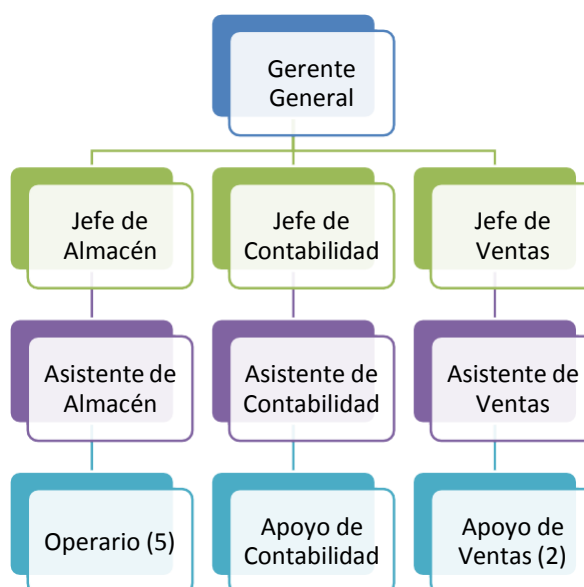 Gerente
General
Jefe de
Almacén
Jefe de
Contabilidad
Jefe de
Ventas
Asistente de
Almacén
Asistente de
Contabilidad
Asistente de
Ventas
Operario (5)
Apoyo de
Contabilidad
Apoyo de
Ventas (2)